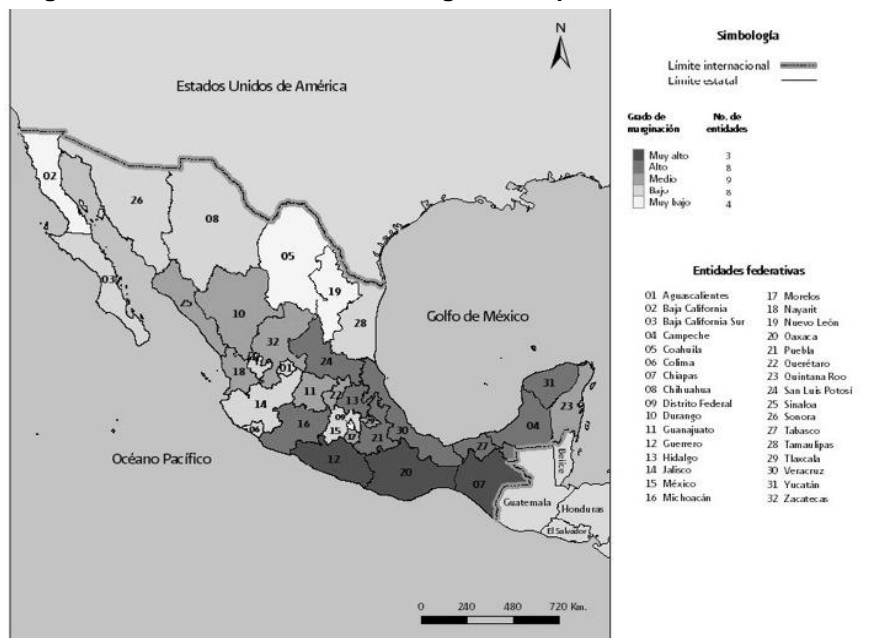 N
Estados Unidos de América
Golfo de México
Océano Pacífico
Guatemala
Belice
Honduras
El Salvador
02
26
08
03
05
19
28
25
10
32
24
18
01
14
11
22
13
06
16
15
09
17
21
30
12
20
27
07
04
31
23
0 240 480 720 Km.
Simbología
Límite internacional
Límite estatal
Grado de marginación
No. de entidades
Muy alto 3
Alto 8
Medio 9
Bajo 8
Muy bajo 4
Entidades federativas
01 Aguascalientes
02 Baja California
03 Baja California Sur
04 Campeche
05 Coahuila
06 Colima
07 Chiapas
08 Chihuahua
09 Distrito Federal
10 Durango
11 Guanajuato
12 Guerrero
13 Hidalgo
14 Jalisco
15 México
16 Michoacán
17 Morelos
18 Nayarit
19 Nuevo León
20 Oaxaca
21 Puebla
22 Querétaro
23 Quintana Roo
24 San Luis Potosí
25 Sinaloa
26 Sonora
27 Tabasco
28 Tamaulipas
29 Tlaxcala
30 Veracruz
31 Yucatán
32 Zacatecas